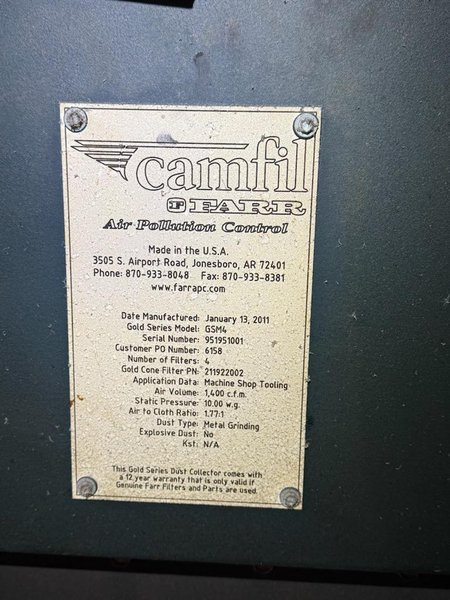 camfil
F FARR
Air Pollution Control
Made in the U.S.A.
3505 S. Airport Road, Jonesboro, AR 72401
Phone: 870-933-8048 Fax: 870-933-8381
www.farrapc.com
Date Manufactured: January 13, 2011
Gold Series Model: GSM4
Serial Number: 951951001
Customer PO Number: 6158
Number of Filters: 4
Gold Cone Filter PN: 211922002
Application Data: Machine Shop Tooling
Air Volume: 1,400 c.f.m.
Static Pressure: 10.00 w.g.
Air to Cloth Ratio: 1.77:1
Dust Type: Metal Grinding
Explosive Dust: No
Kst: N/A
This Gold Series Dust Collector comes with
a 12 year warranty that is only valid if
Genuine Farr Filters and Parts are used